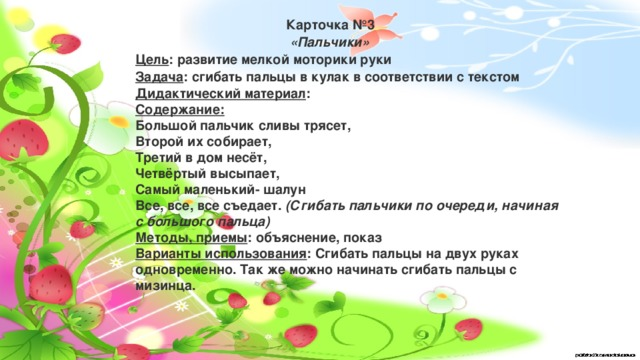 Карточка №3
«Пальчики»
Цель: развитие мелкой моторики руки
Задача: сгибать пальцы в кулак в соответствии с текстом
Дидактический материал:
Содержание:
Большой пальчик сливы трясет,
Второй их собирает,
Третий в дом несёт,
Четвёртый высыпает,
Самый маленький- шалун
Все, все, все съедает. (Сгибать пальчики по очереди, начиная
с большого пальца)
Методы, приемы: объяснение, показ
Варианты использования: Сгибать пальцы на двух руках
одновременно. Так же можно начинать сгибать пальцы с
мизинца.